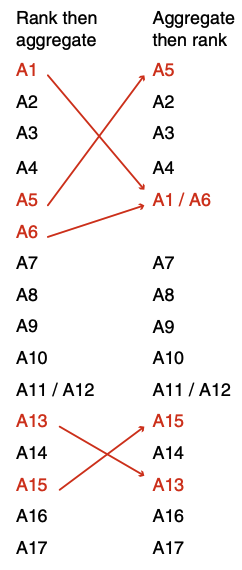 Rank then
aggregate
A1
A2
A3
A4
A5
A6
A7
A8
A9
A10
A11 / A12
A13
A14
A15
A16
A17
Aggregate
then rank
A5
A2
A3
A4
A1 / A6
A7
A8
A9
A10
A11 / A12
A15
A14
A13
A16
A17